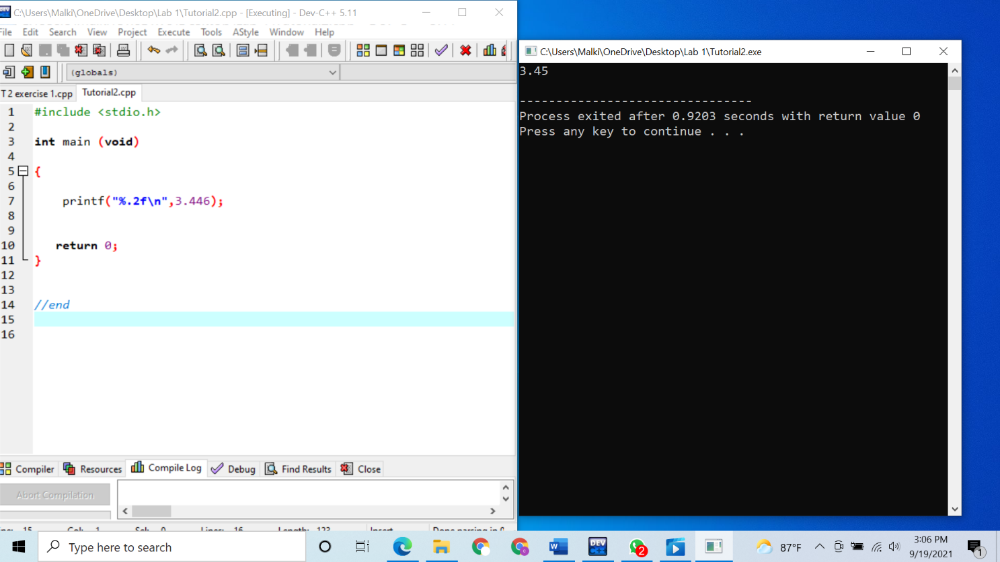 C:\Users\Malki\OneDrive\Desktop\Lab 1\Tutorial2.cpp - [Executing] - Dev-C++ 5.11
File Edit Search View Project Execute Tools AStyle Window Help
(globals)
T 2 exercise 1.cpp Tutorial2.cpp
1 #include <stdio.h>
2
3 int main (void)
4
5 {
6
7 printf("%.2f\n",3.446);
8
9
10 return 0;
11 }
12
13
14 //end
15
16
Compiler Resources Compile Log Debug Find Results Close
Abort Compilation
15 Col: 1 Sel: 0 Lines: 16 Length: 123 Insert Done parsing in 0
C:\Users\Malki\OneDrive\Desktop\Lab 1\Tutorial2.exe
3.45
--------------------------------
Process exited after 0.9203 seconds with return value 0
Press any key to continue . . .
Type here to search
DEV
C++
2
87°F
3:06 PM
9/19/2021
1